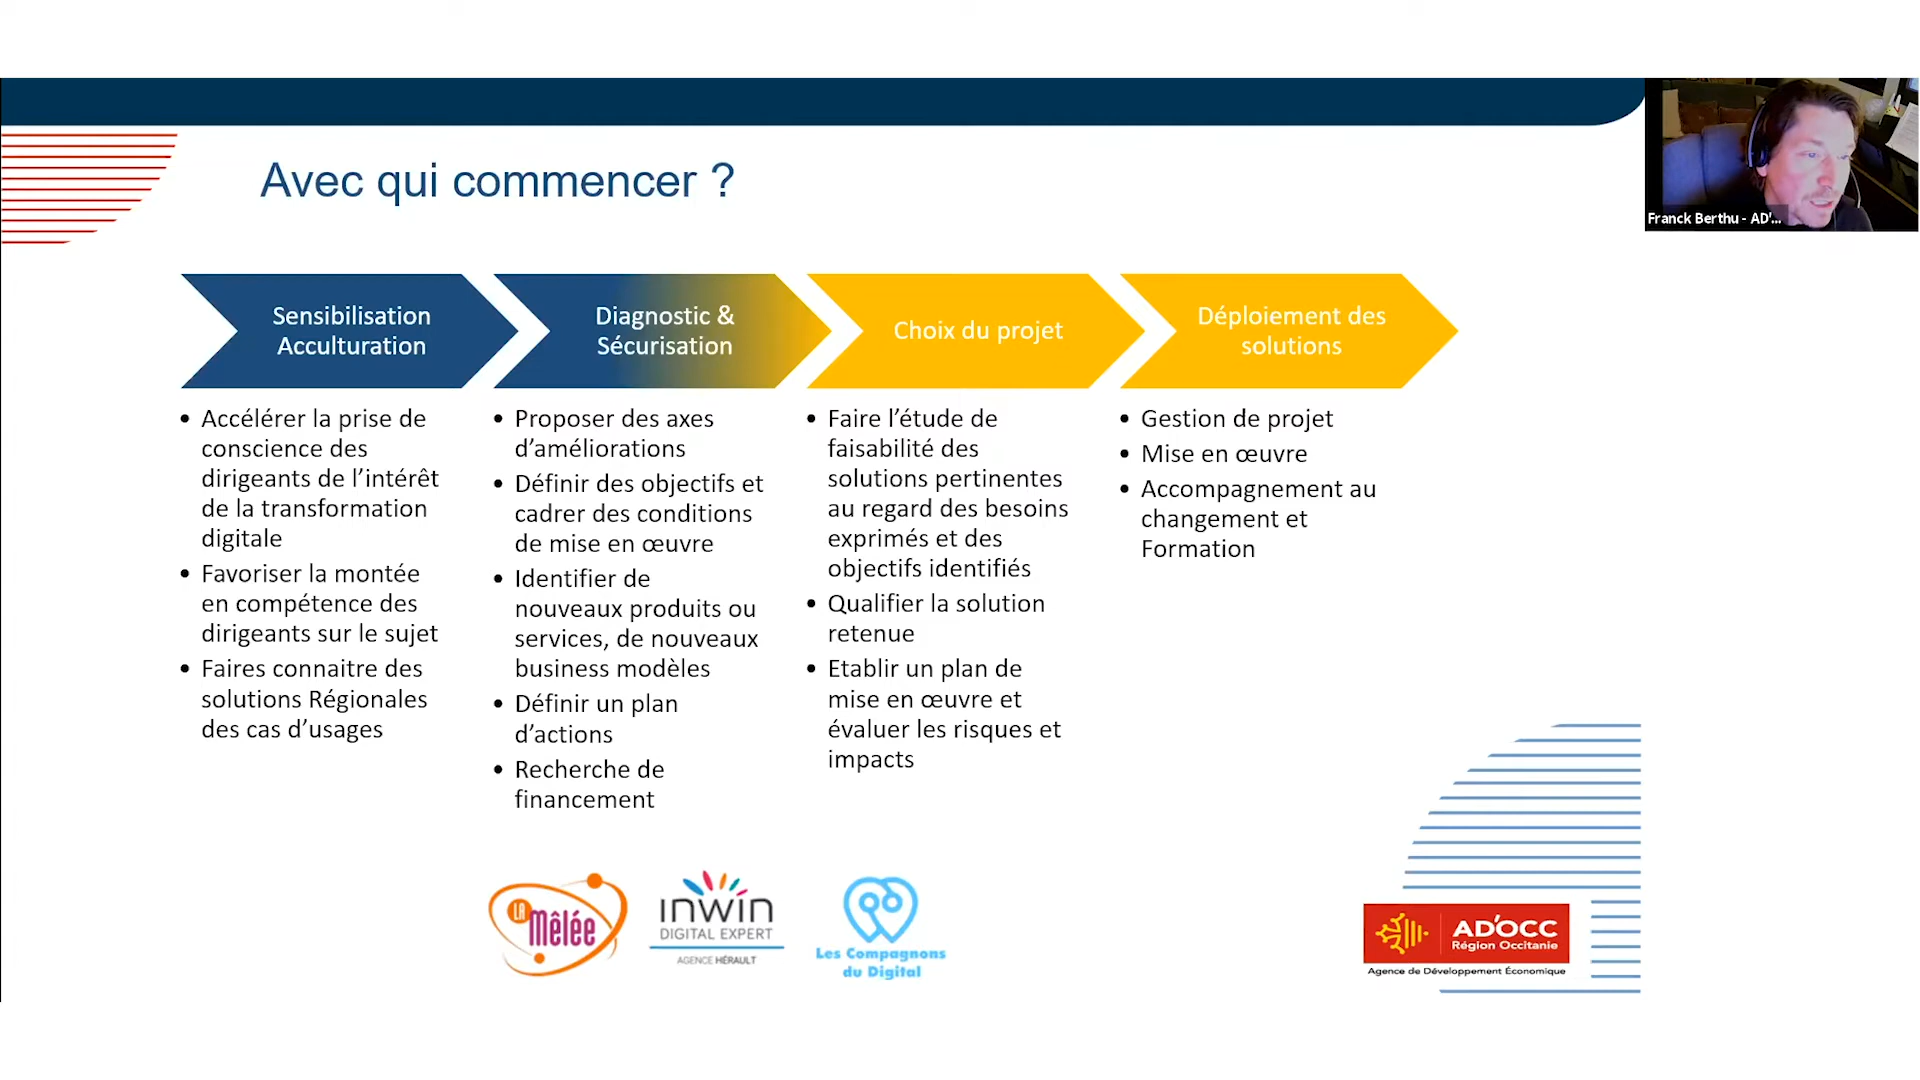 Avec qui commencer ?
Franck Berthu - AD'...
Sensibilisation
Acculturation
Diagnostic &
Sécurisation
Choix du projet
Déploiement des
solutions
• Accélérer la prise de
conscience des
dirigeants de l’intérêt
de la transformation
digitale
• Favoriser la montée
en compétence des
dirigeants sur le sujet
• Faires connaitre des
solutions Régionales
des cas d’usages
• Proposer des axes
d’améliorations
• Définir des objectifs et
cadrer des conditions
de mise en œuvre
• Identifier de
nouveaux produits ou
services, de nouveaux
business modèles
• Définir un plan
d’actions
• Recherche de
financement
• Faire l’étude de
faisabilité des
solutions pertinentes
au regard des besoins
exprimés et des
objectifs identifiés
• Qualifier la solution
retenue
• Etablir un plan de
mise en œuvre et
évaluer les risques et
impacts
• Gestion de projet
• Mise en œuvre
• Accompagnement au
changement et
Formation
LA
Mêlée
inwin
DIGITAL EXPERT
AGENCE HÉRAULT
Les Compagnons
du Digital
AD'OCC
Région Occitanie
Agence de Développement Économique